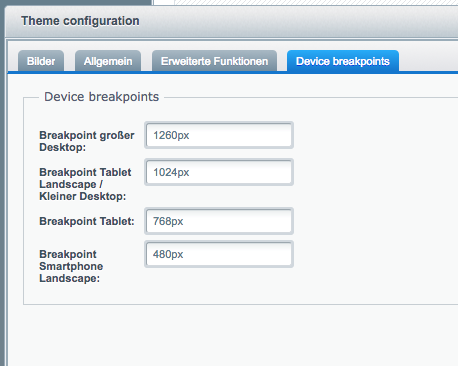 Theme configuration
Bilder Allgemein Erweiterte Funktionen Device breakpoints
Device breakpoints
Breakpoint großer
Desktop:
1260px
Breakpoint Tablet
Landscape /
Kleiner Desktop:
1024px
Breakpoint Tablet:
768px
Breakpoint
Smartphone
Landscape:
480px